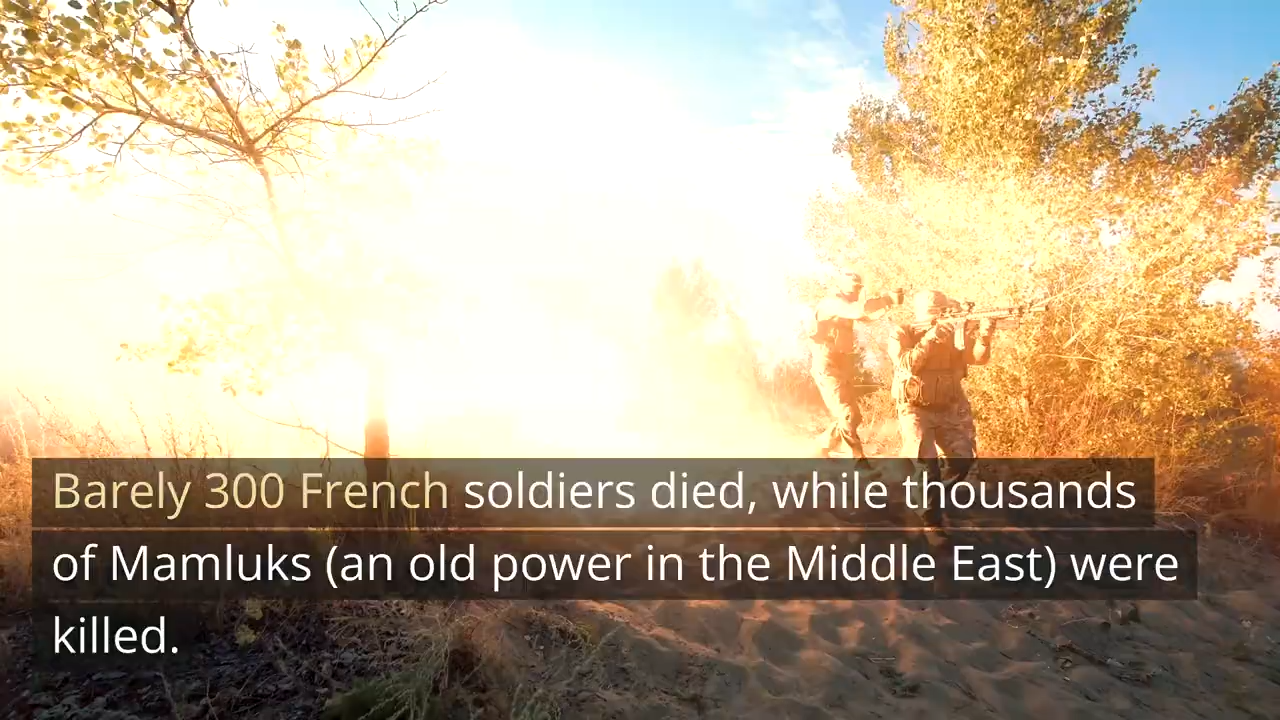 Barely 300 French soldiers died, while thousands
of Mamluks (an old power in the Middle East) were
killed.